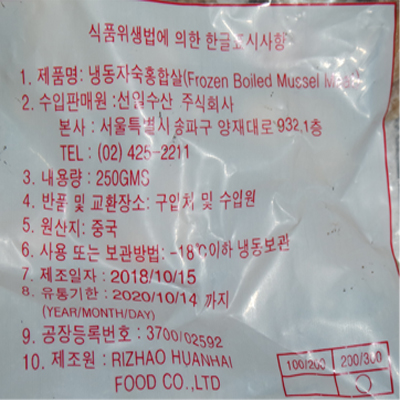 식품위생법에 의한 한글표시사항
1. 제품명: 냉동자숙홍합살(Frozen Boiled Mussel Meat)
2. 수입판매원 :선일수산 주식회사
본사 : 서울특별시 송파구 양재대로 932,1층
TEL : (02) 425-2211
3. 내용량 : 250GMS
4. 반품 및 교환장소: 구입처 및 수입원
5. 원산지: 중국
6. 사용 또는 보관방법: -18℃이하 냉동보관
7. 제조일자 : 2018/10/15
8. 유통기한 : 2020/10/14 까지
(YEAR/MONTH/DAY)
9. 공장등록번호 : 3700/02592
10. 제조원 : RIZHAO HUANHAI
FOOD CO.,LTD
100/200 200/300